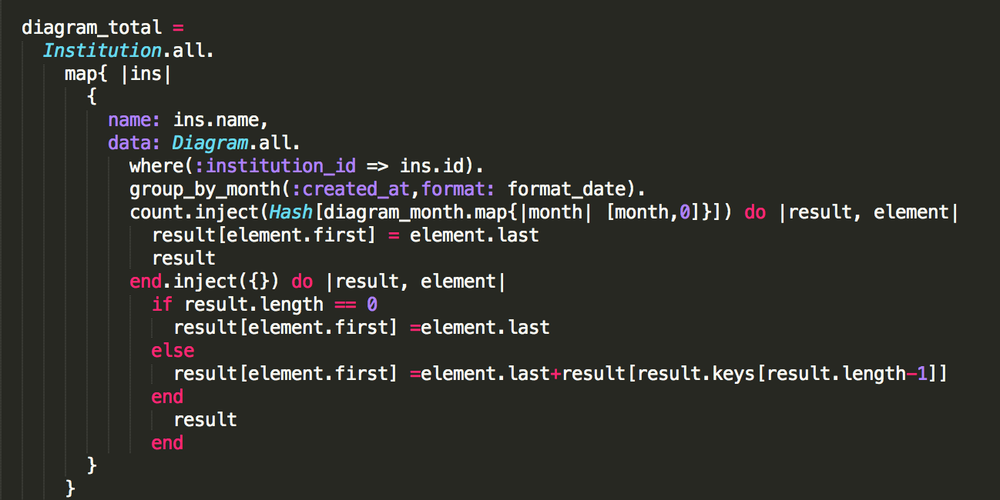 diagram_total =
Institution.all.
map{ |ins|
{
name: ins.name,
data: Diagram.all.
where(:institution_id => ins.id).
group_by_month(:created_at,format: format_date).
count.inject(Hash[diagram_month.map{|month| [month,0]}]) do |result, element|
result[element.first] = element.last
result
end.inject({}) do |result, element|
if result.length == 0
result[element.first] =element.last
else
result[element.first] =element.last+result[result.keys[result.length-1]]
end
result
end
}
}